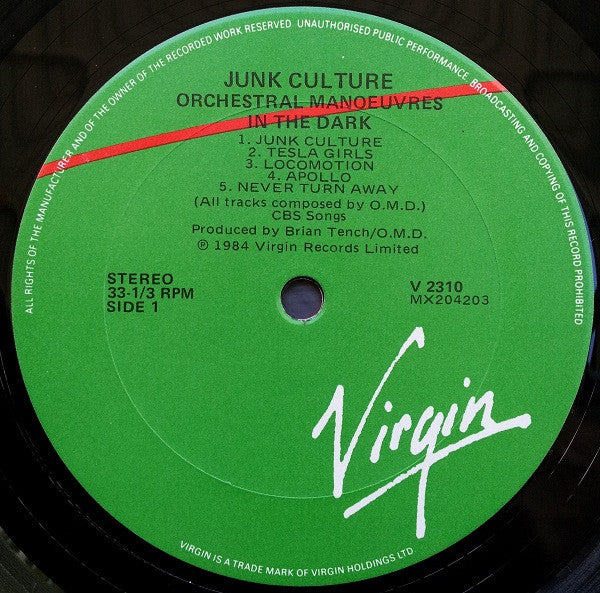 ALL RIGHTS OF THE MANUFACTURER AND OF THE OWNER OF THE RECORDED WORK RESERVED. UNAUTHORISED PUBLIC PERFORMANCE, BROADCASTING AND COPYING OF THIS RECORD PROHIBITED
JUNK CULTURE
ORCHESTRAL MANOEUVRES
IN THE DARK
1. JUNK CULTURE
2. TESLA GIRLS
3. LOCOMOTION
4. APOLLO
5. NEVER TURN AWAY
(All tracks composed by O.M.D.)
CBS Songs
Produced by Brian Tench/O.M.D.
℗ 1984 Virgin Records Limited
STEREO
33-1/3 RPM
SIDE 1
V 2310
MX204203
Virgin
VIRGIN IS A TRADE MARK OF VIRGIN HOLDINGS LTD